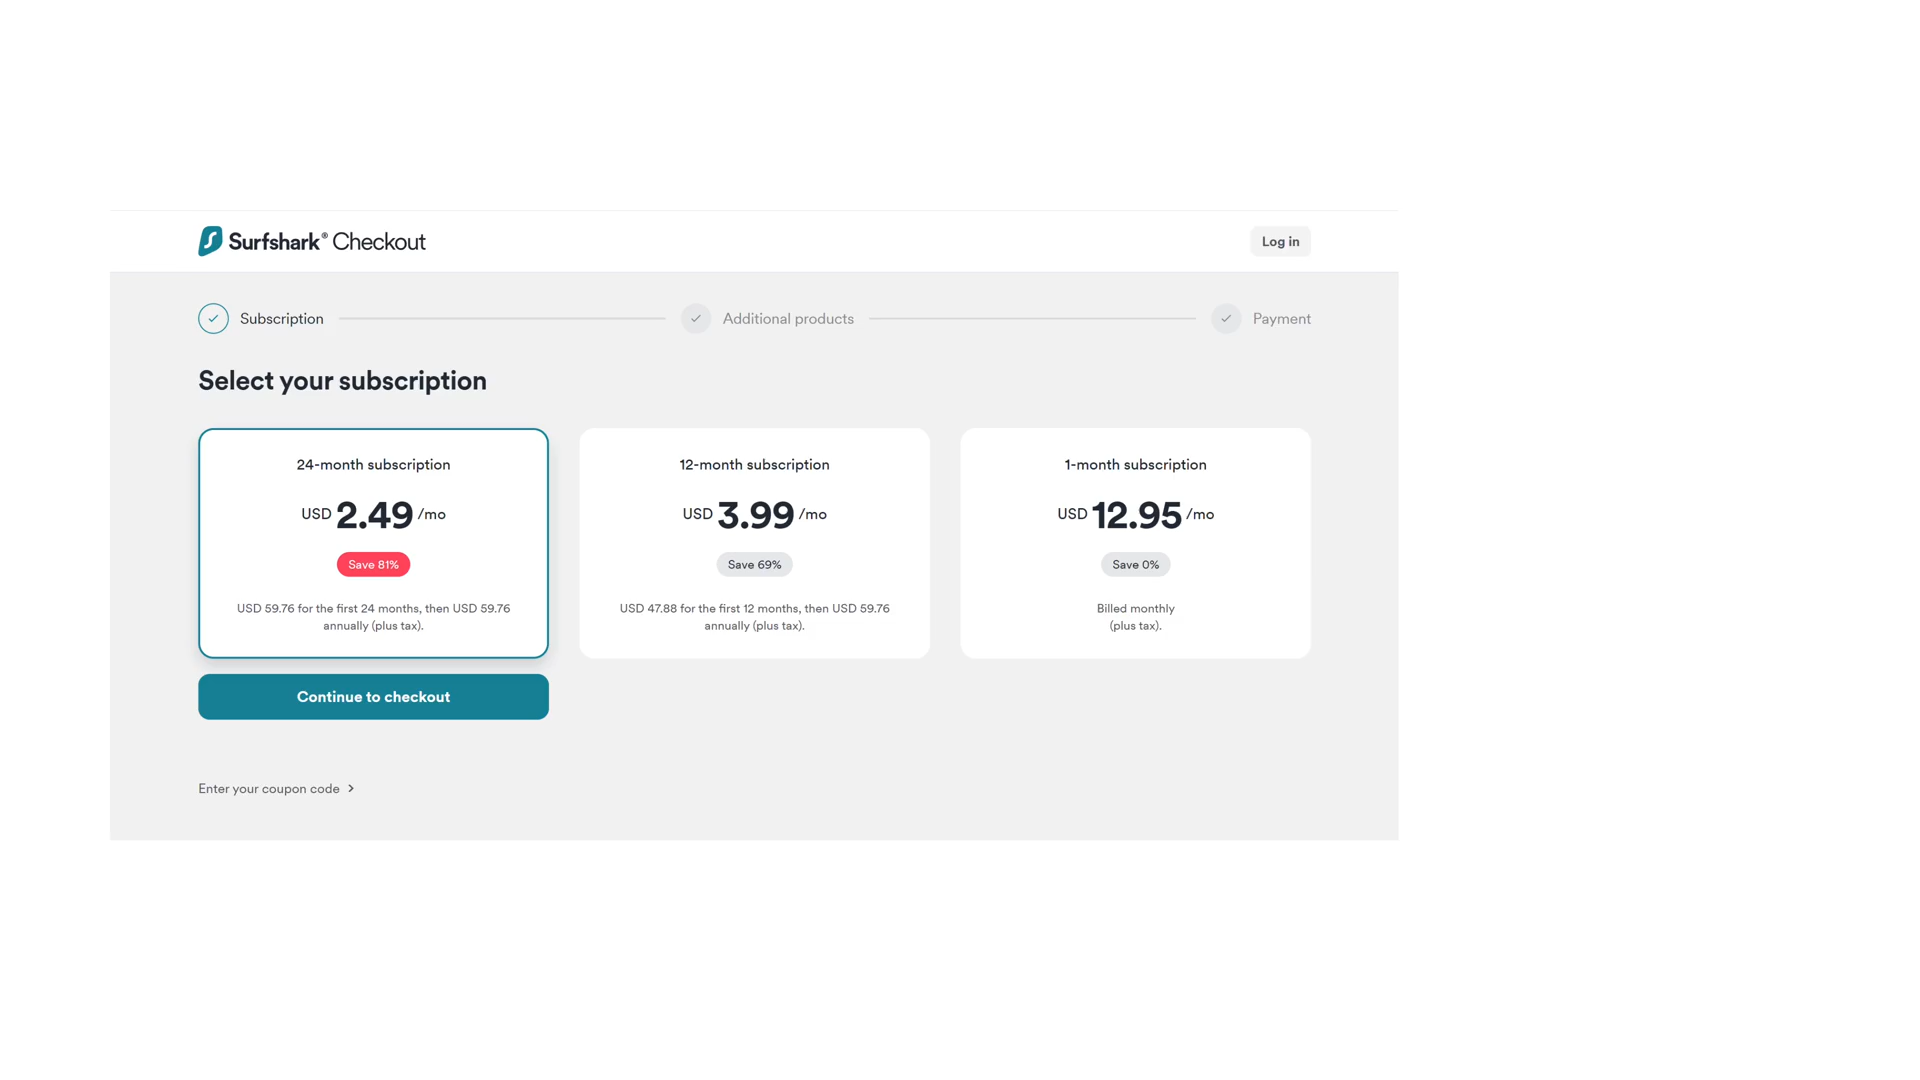 Surfshark® Checkout
Log in
Subscription
Additional products
Payment
Select your subscription
24-month subscription
USD 2.49 /mo
Save 81%
USD 59.76 for the first 24 months, then USD 59.76
annually (plus tax).
12-month subscription
USD 3.99 /mo
Save 69%
USD 47.88 for the first 12 months, then USD 59.76
annually (plus tax).
1-month subscription
USD 12.95 /mo
Save 0%
Billed monthly
(plus tax).
Continue to checkout
Enter your coupon code